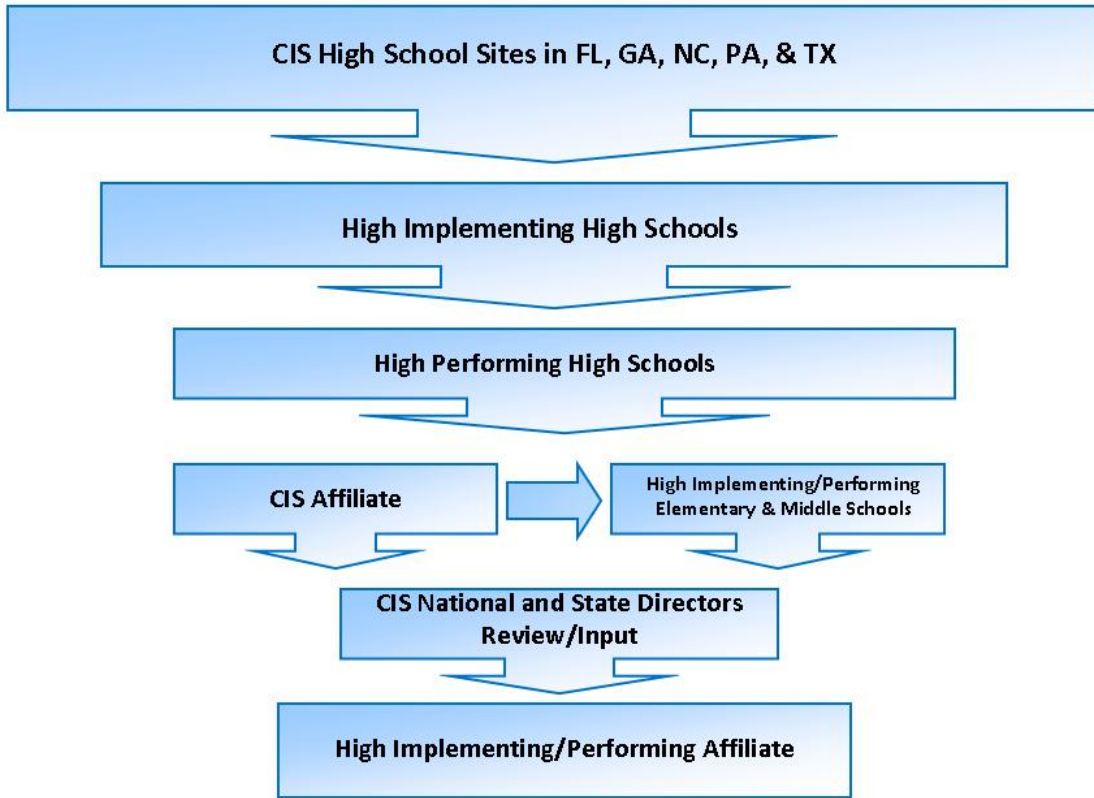 CIS High School Sites in FL, GA, NC, PA, & TX
High Implementing High Schools
High Performing High Schools
CIS Affiliate
High Implementing/Performing
Elementary & Middle Schools
CIS National and State Directors
Review/Input
High Implementing/Performing Affiliate